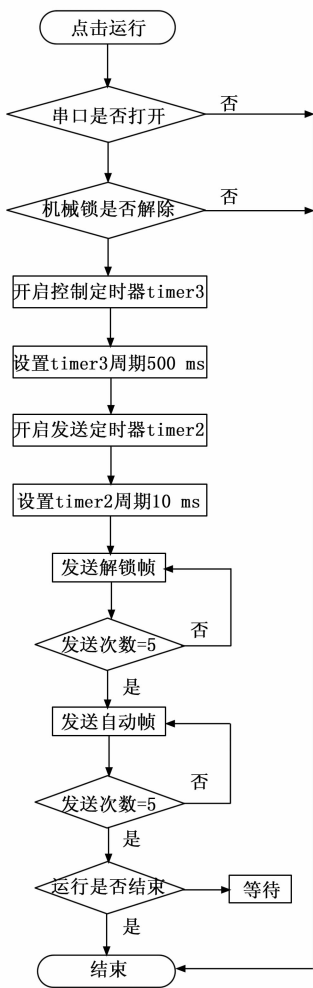 点击运行
串口是否打开
否
机械锁是否解除
否
开启控制定时器timer3
设置timer3周期500 ms
开启发送定时器timer2
设置timer2周期10 ms
发送解锁帧
发送次数=5
否
是
发送自动帧
发送次数=5
否
是
运行是否结束
等待
是
结束